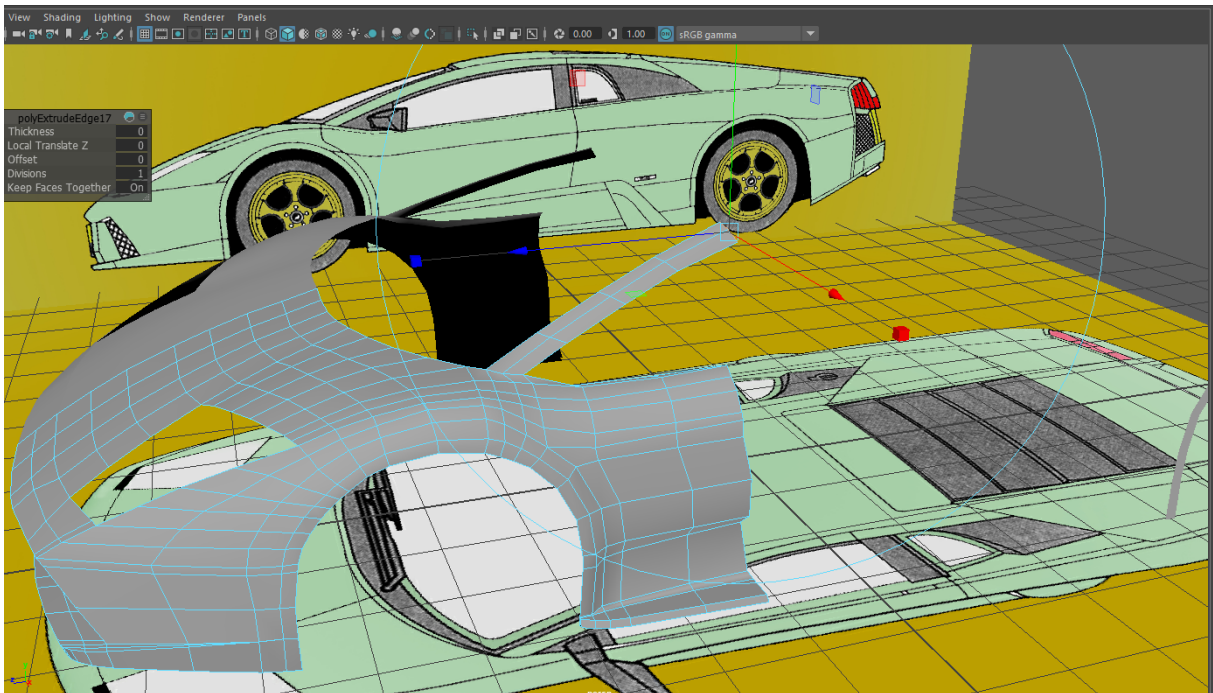 View Shading Lighting Show Renderer Panels
0.00 1.00 ON sRGB gamma
polyExtrudeEdge17
Thickness 0
Local Translate Z 0
Offset 0
Divisions 1
Keep Faces Together On